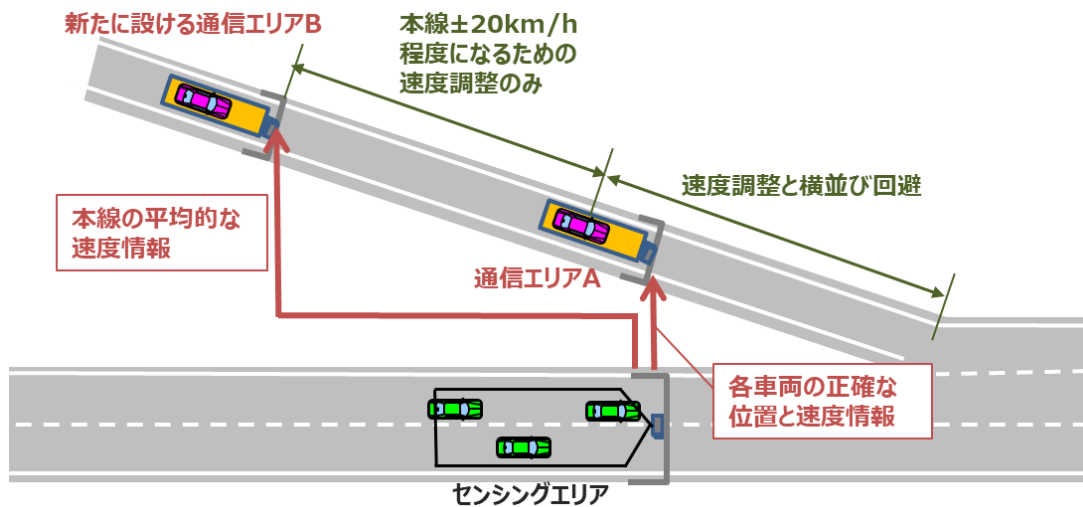 新たに設ける通信エリアB
本線±20km/h
程度になるための
速度調整のみ
速度調整と横並び回避
本線の平均的な
速度情報
通信エリアA
各車両の正確な
位置と速度情報
センシングエリア